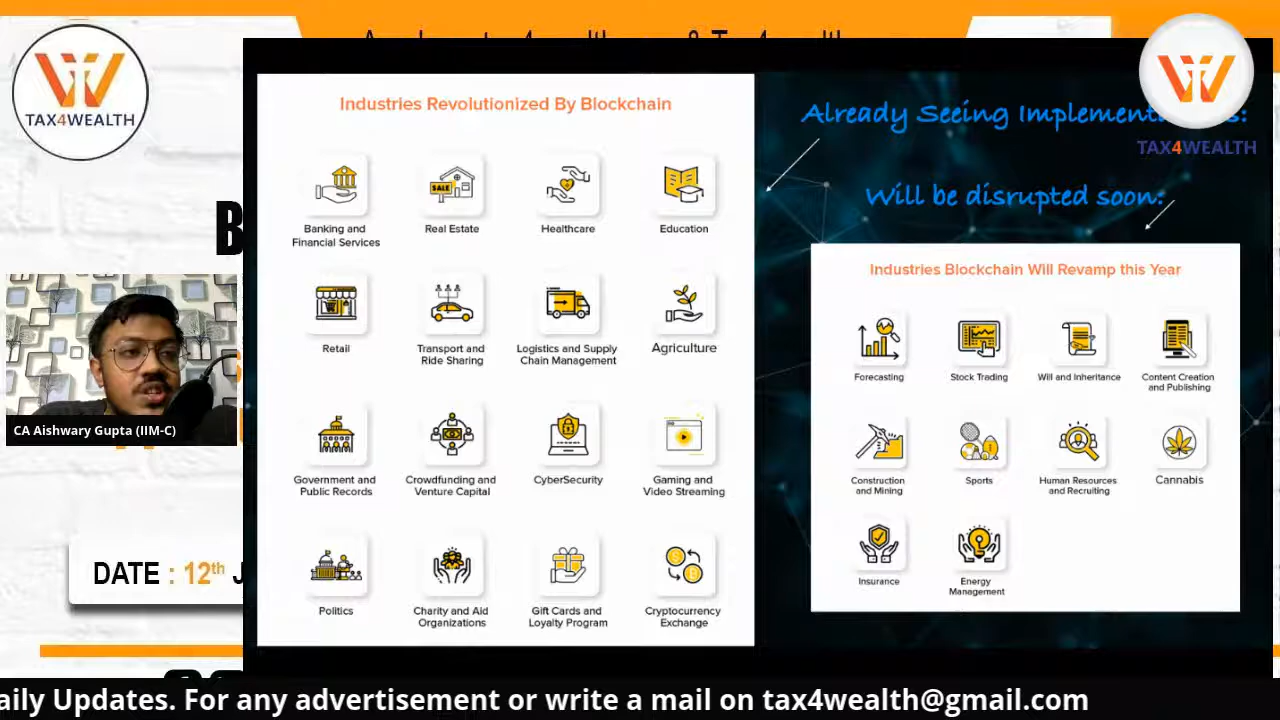 TAX4WEALTH
Industries Revolutionized By Blockchain
Banking and
Financial Services
Real Estate
Healthcare
Education
Retail
Transport and
Ride Sharing
Logistics and Supply
Chain Management
Agriculture
Government and
Public Records
Crowdfunding and
Venture Capital
CyberSecurity
Gaming and
Video Streaming
Politics
Charity and Aid
Organizations
Gift Cards and
Loyalty Program
Cryptocurrency
Exchange
Already Seeing
TAX4WEALTH
Will be disrupted soon:
Industries Blockchain Will Revamp this Year
Forecasting
Stock Trading
Will and Inheritance
Content Creation
and Publishing
Construction
and Mining
Sports
Human Resources
and Recruiting
Cannabis
Insurance
Energy
Management
SALE
B
CA Aishwary Gupta (IIM-C)
DATE : 12th J
aily Updates. For any advertisement or write a mail on tax4wealth@gmail.com